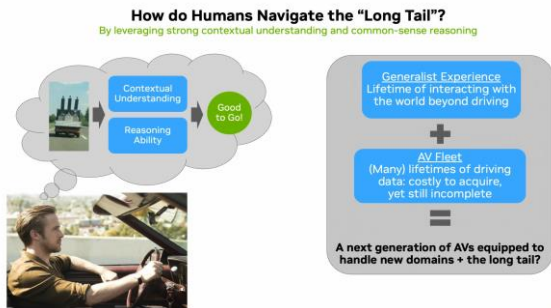 How do Humans Navigate the “Long Tail”?
By leveraging strong contextual understanding and common-sense reasoning
Contextual
Understanding
Reasoning
Ability
Good
to Go!
Generalist Experience
Lifetime of interacting with
the world beyond driving
+
AV Fleet
(Many) lifetimes of driving
data: costly to acquire,
yet still incomplete
=
A next generation of AVs equipped to
handle new domains + the long tail?